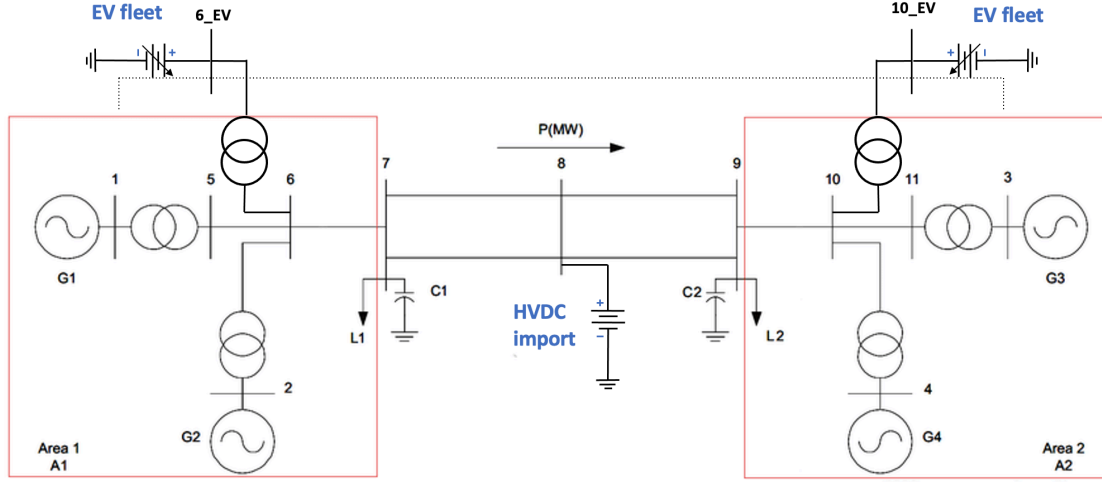 EV fleet
6_EV
10_EV
EV fleet
- +
+ -
P(MW)
7
8
9
1
5
6
10
11
3
G1
G3
C1
C2
L1
L2
HVDC
import
+
-
2
4
G2
G4
Area 1
A1
Area 2
A2